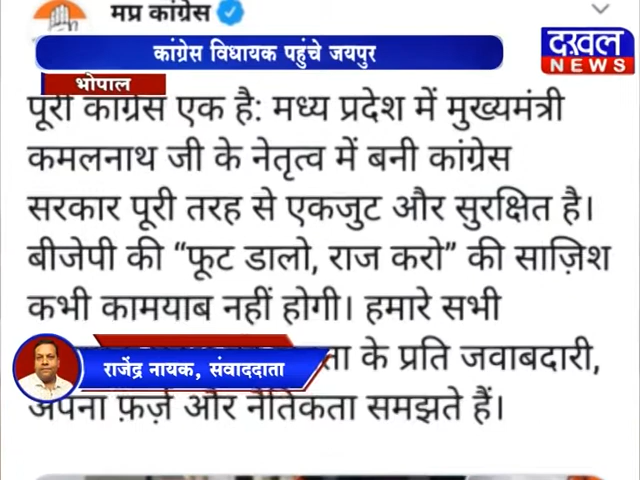 मप्र कांग्रेस
कांग्रेस विधायक पहुंचे जयपुर
दख़ल
NEWS
भोपाल
पूरी कांग्रेस एक है: मध्य प्रदेश में मुख्यमंत्री
कमलनाथ जी के नेतृत्व में बनी कांग्रेस
सरकार पूरी तरह से एकजुट और सुरक्षित है।
बीजेपी की “फूट डालो, राज करो” की साज़िश
कभी कामयाब नहीं होगी। हमारे सभी
के प्रति जवाबदारी,
राजेंद्र नायक, संवाददाता
अपना फ़र्ज़ और नैतिकता समझते हैं।